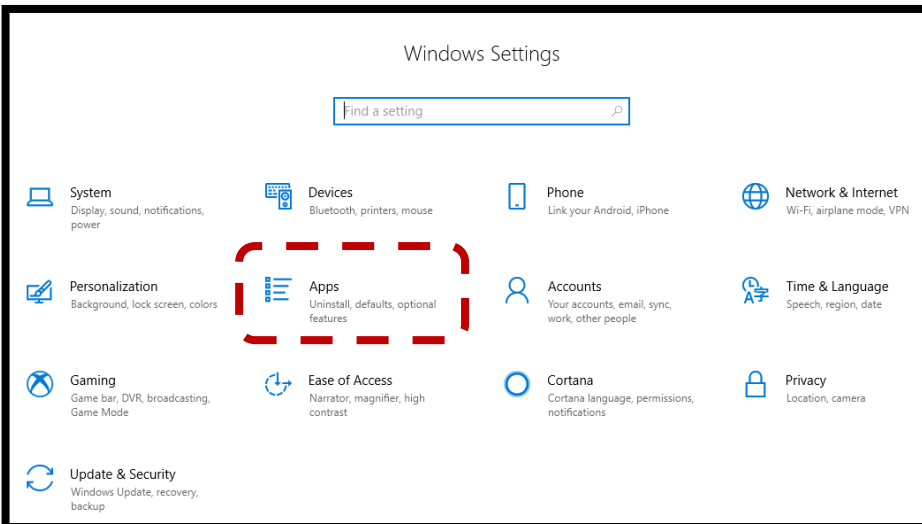 Windows Settings
Find a setting
System
Display, sound, notifications,
power
Devices
Bluetooth, printers, mouse
Phone
Link your Android, iPhone
Network & Internet
Wi-Fi, airplane mode, VPN
Personalization
Background, lock screen, colors
Apps
Uninstall, defaults, optional
features
Accounts
Your accounts, email, sync,
work, other people
Time & Language
Speech, region, date
Gaming
Game bar, DVR, broadcasting,
Game Mode
Ease of Access
Narrator, magnifier, high
contrast
Cortana
Cortana language, permissions,
notifications
Privacy
Location, camera
Update & Security
Windows Update, recovery,
backup